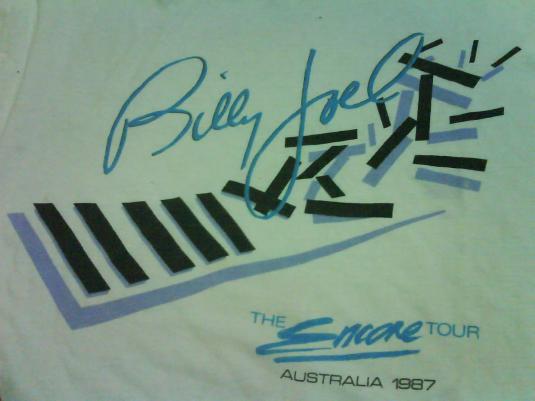 Billy Joel
THE Encore TOUR
AUSTRALIA 1987